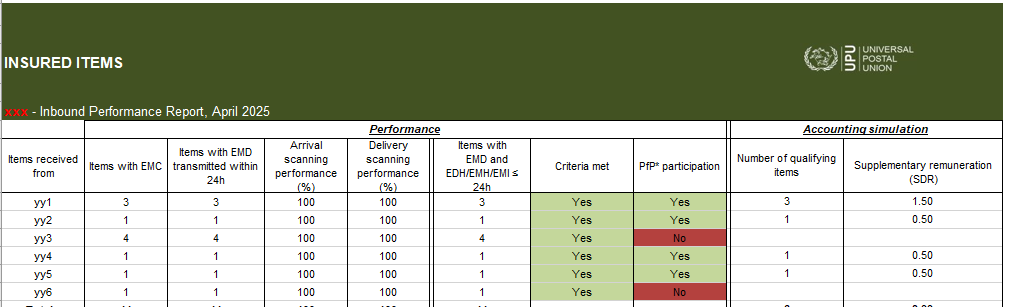 UPU UNIVERSAL
POSTAL
UNION
INSURED ITEMS
xxx - Inbound Performance Report, April 2025
Performance Accounting simulation
Items received from Items with EMC Items with EMD transmitted within 24h Arrival scanning performance (%) Delivery scanning performance (%) Items with EMD and EDH/EMH/EMI ≤ 24h Criteria met PfP* participation Number of qualifying items Supplementary remuneration (SDR)
yy1 3 3 100 100 3 Yes Yes 3 1.50
yy2 1 1 100 100 1 Yes Yes 1 0.50
yy3 4 4 100 100 4 Yes No
yy4 1 1 100 100 1 Yes Yes 1 0.50
yy5 1 1 100 100 1 Yes Yes 1 0.50
yy6 1 1 100 100 1 Yes No